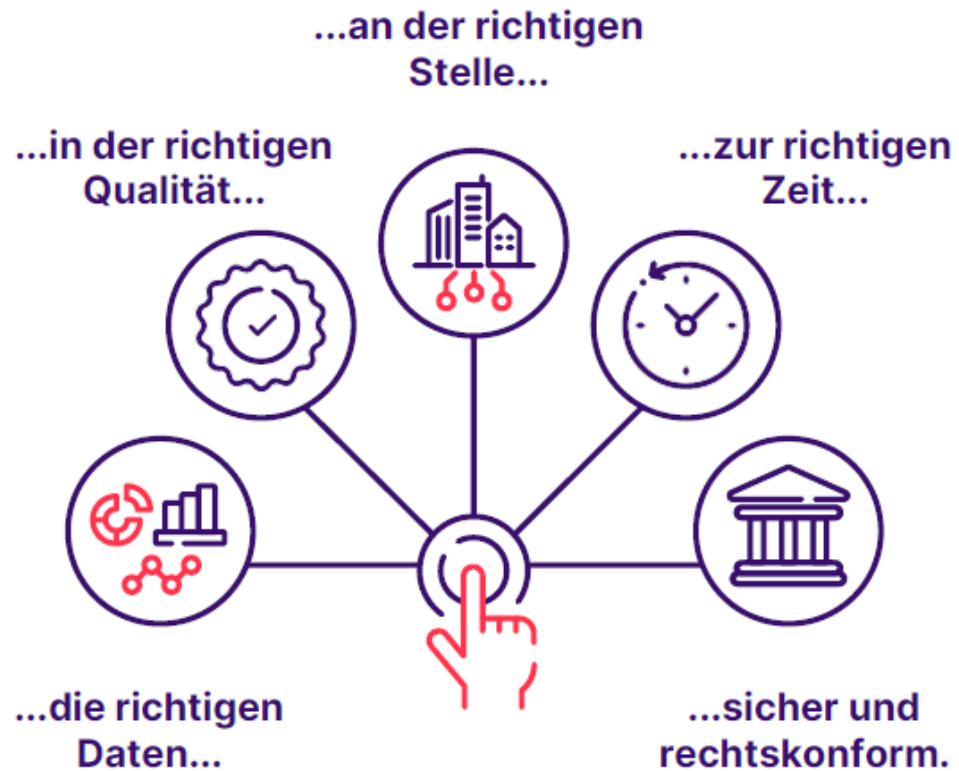 ...die richtigen
Daten...
...in der richtigen
Qualität...
...an der richtigen
Stelle...
...zur richtigen
Zeit...
...sicher und
rechtskonform.